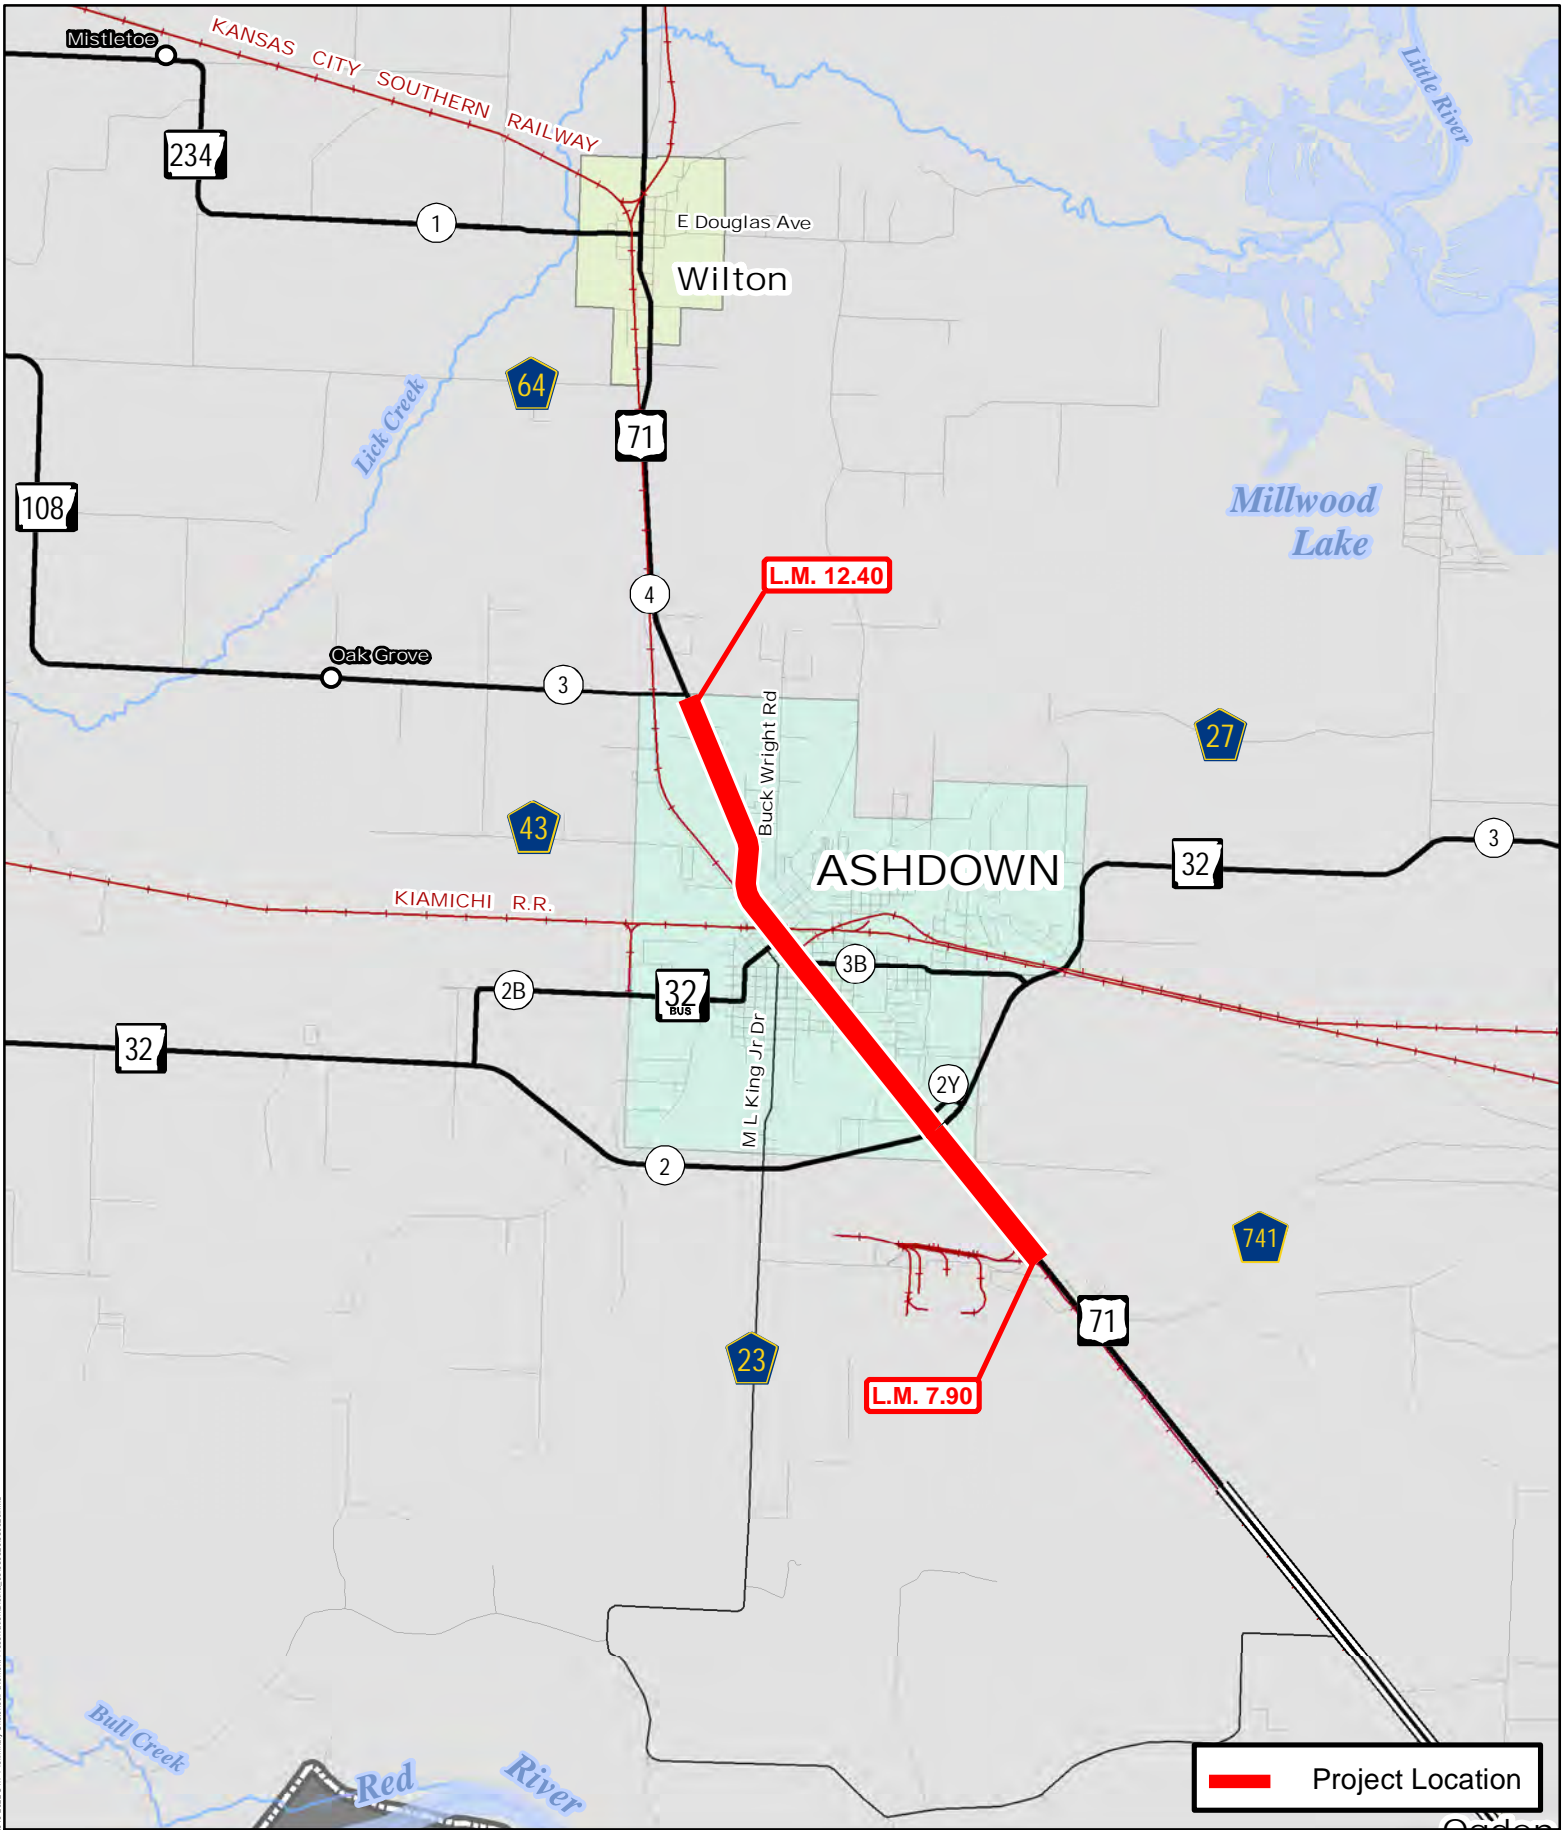 Mistletoe
KANSAS CITY SOUTHERN RAILWAY
Little River
234
1
E Douglas Ave
Wilton
64
Lick Creek
71
108
Millwood
Lake
L.M. 12.40
4
Oak Grove
3
Buck Wright Rd
27
43
ASHDOWN
32
3
KIAMICHI R.R.
3B
2B
32
BUS
32
M L King Jr Dr
2Y
2
741
71
23
L.M. 7.90
Bull Creek
Red River
Project Location
Ogden